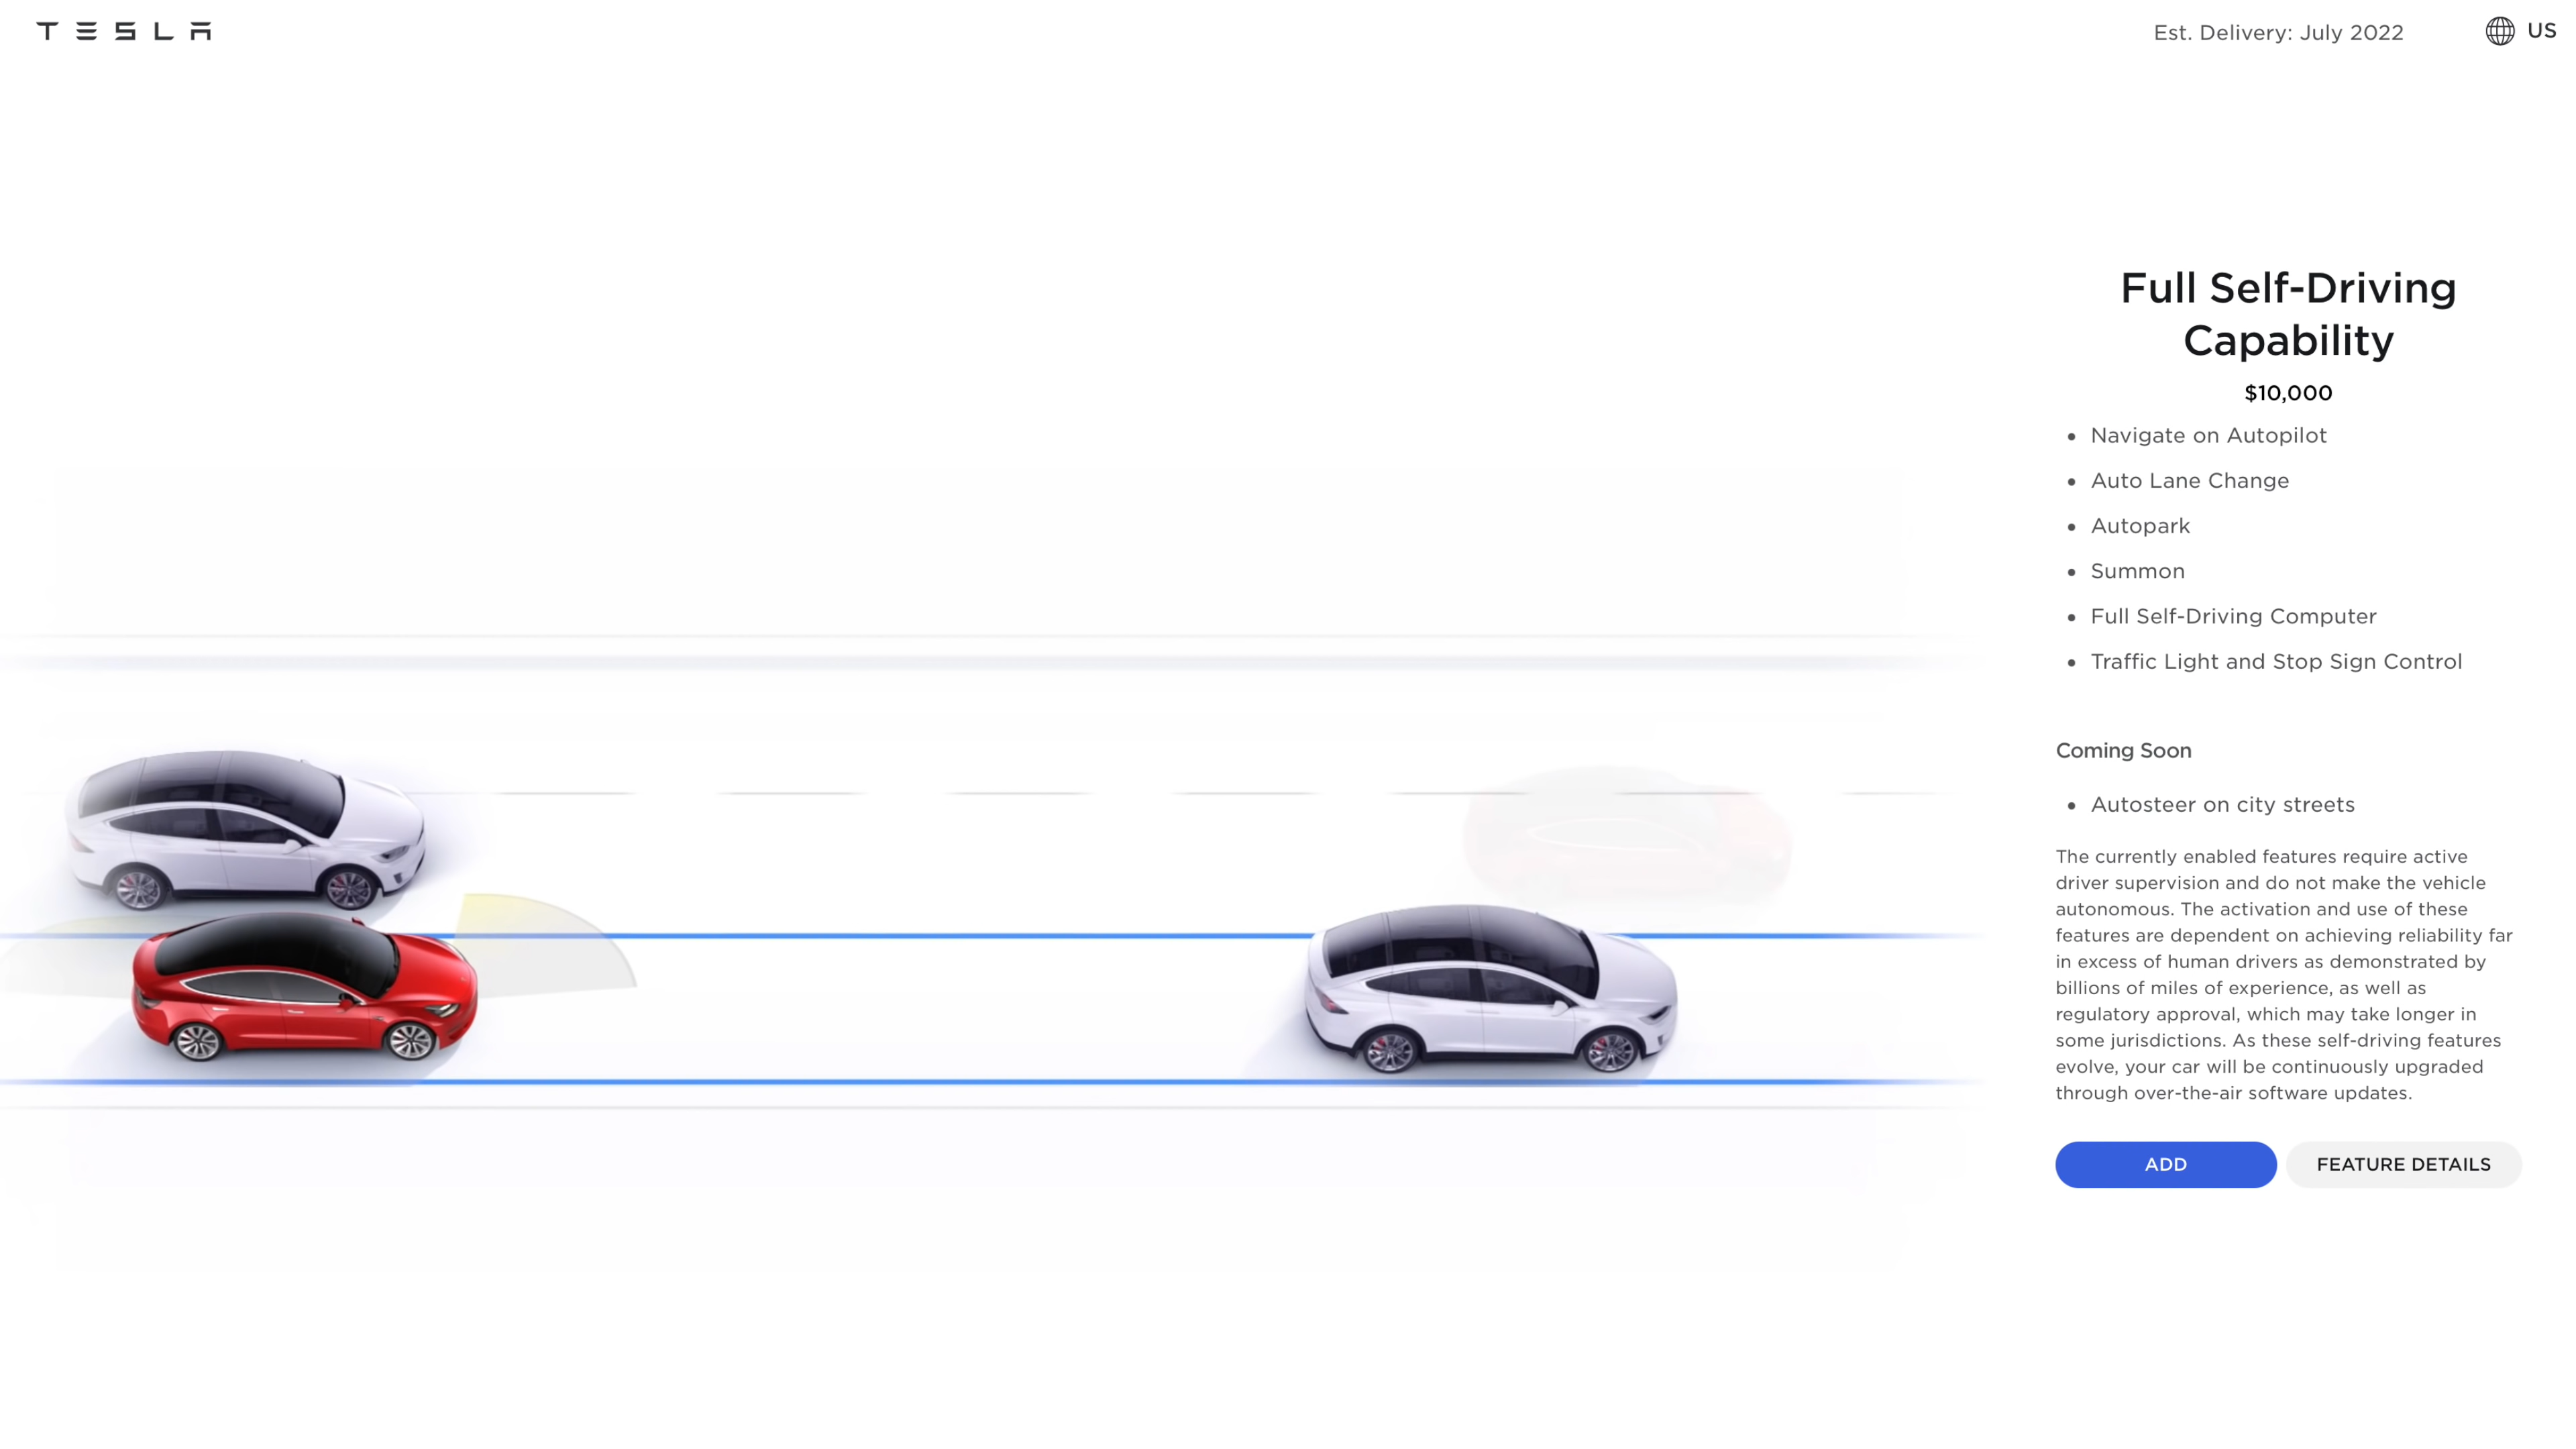 TESLA
Est. Delivery: July 2022
US
Full Self-Driving
Capability
$10,000
• Navigate on Autopilot
• Auto Lane Change
• Autopark
• Summon
• Full Self-Driving Computer
• Traffic Light and Stop Sign Control
Coming Soon
• Autosteer on city streets
The currently enabled features require active
driver supervision and do not make the vehicle
autonomous. The activation and use of these
features are dependent on achieving reliability far
in excess of human drivers as demonstrated by
billions of miles of experience, as well as
regulatory approval, which may take longer in
some jurisdictions. As these self-driving features
evolve, your car will be continuously upgraded
through over-the-air software updates.
ADD
FEATURE DETAILS